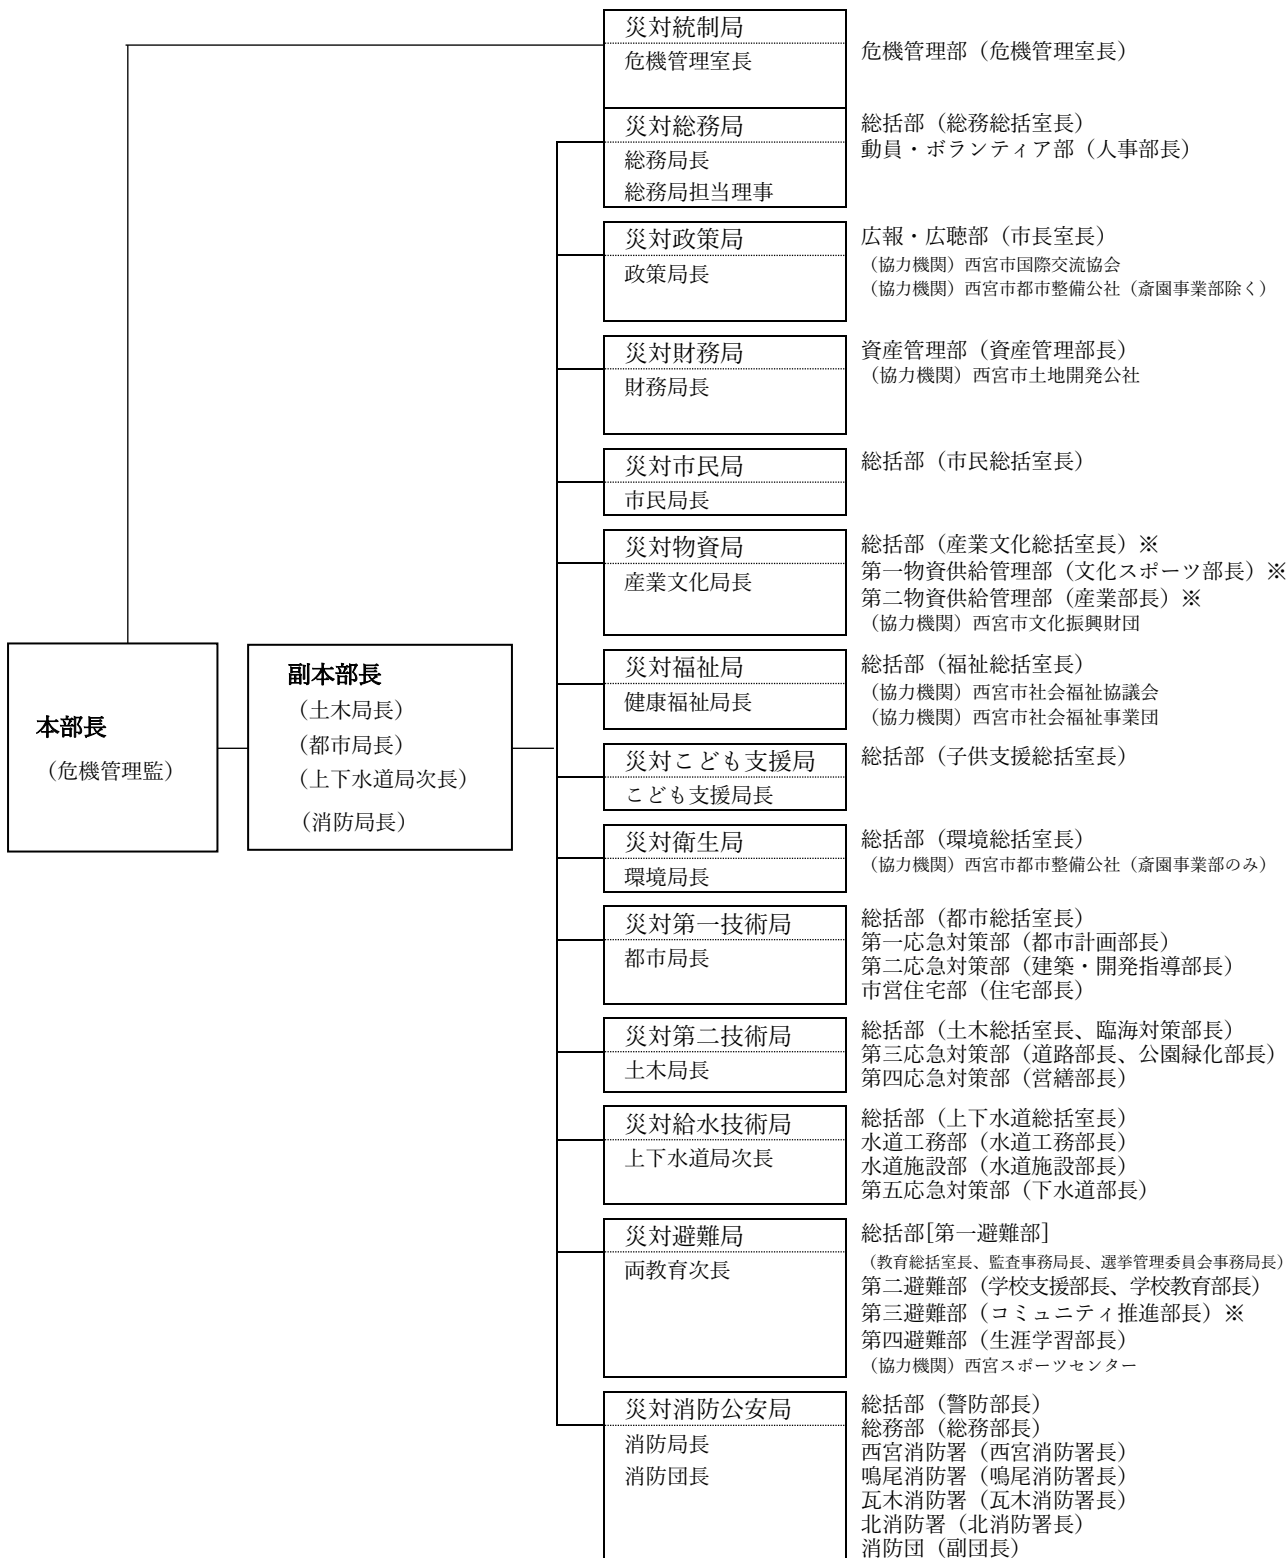 災対統制局
危機管理室長
危機管理部（危機管理室長）
災対総務局
総務局長
総務局担当理事
総括部（総務総括室長）
動員・ボランティア部（人事部長）
災対政策局
政策局長
広報・広聴部（市長室長）
（協力機関）西宮市国際交流協会
（協力機関）西宮市都市整備公社（斎園事業部除く）
災対財務局
財務局長
資産管理部（資産管理部長）
（協力機関）西宮市土地開発公社
災対市民局
市民局長
総括部（市民総括室長）
災対物資局
産業文化局長
総括部（産業文化総括室長）※
第一物資供給管理部（文化スポーツ部長）※
第二物資供給管理部（産業部長）※
（協力機関）西宮市文化振興財団
本部長
（危機管理監）
副本部長
（土木局長）
（都市局長）
（上下水道局次長）
（消防局長）
災対福祉局
健康福祉局長
総括部（福祉総括室長）
（協力機関）西宮市社会福祉協議会
（協力機関）西宮市社会福祉事業団
災対こども支援局
こども支援局長
総括部（子供支援総括室長）
災対衛生局
環境局長
総括部（環境総括室長）
（協力機関）西宮市都市整備公社（斎園事業部のみ）
災対第一技術局
都市局長
総括部（都市総括室長）
第一応急対策部（都市計画部長）
第二応急対策部（建築・開発指導部長）
市営住宅部（住宅部長）
災対第二技術局
土木局長
総括部（土木総括室長、臨海対策部長）
第三応急対策部（道路部長、公園緑化部長）
第四応急対策部（営繕部長）
災対給水技術局
上下水道局次長
総括部（上下水道総括室長）
水道工務部（水道工務部長）
水道施設部（水道施設部長）
第五応急対策部（下水道部長）
災対避難局
両教育次長
総括部[第一避難部]
（教育総括室長、監査事務局長、選挙管理委員会事務局長）
第二避難部（学校支援部長、学校教育部長）
第三避難部（コミュニティ推進部長）※
第四避難部（生涯学習部長）
（協力機関）西宮スポーツセンター
災対消防公安局
消防局長
消防団長
総括部（警防部長）
総務部（総務部長）
西宮消防署（西宮消防署長）
鳴尾消防署（鳴尾消防署長）
瓦木消防署（瓦木消防署長）
北消防署（北消防署長）
消防団（副団長）